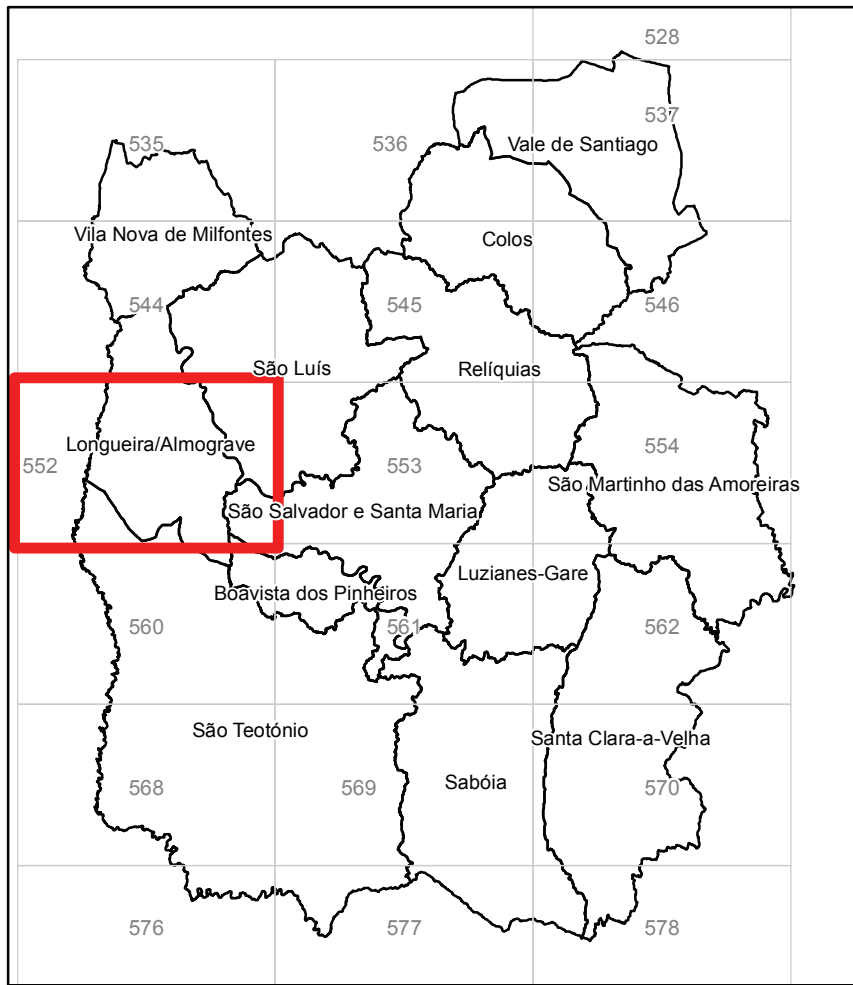 528
537
535
536
Vale de Santiago
Vila Nova de Milfontes
Colos
544
545
546
São Luís
Relíquias
Longueira/Almograve
554
552
553
São Martinho das Amoreiras
São Salvador e Santa Maria
Luzianes-Gare
Boavista dos Pinheiros
560
561
562
São Teotónio
Santa Clara-a-Velha
Sabóia
568
569
570
576
577
578